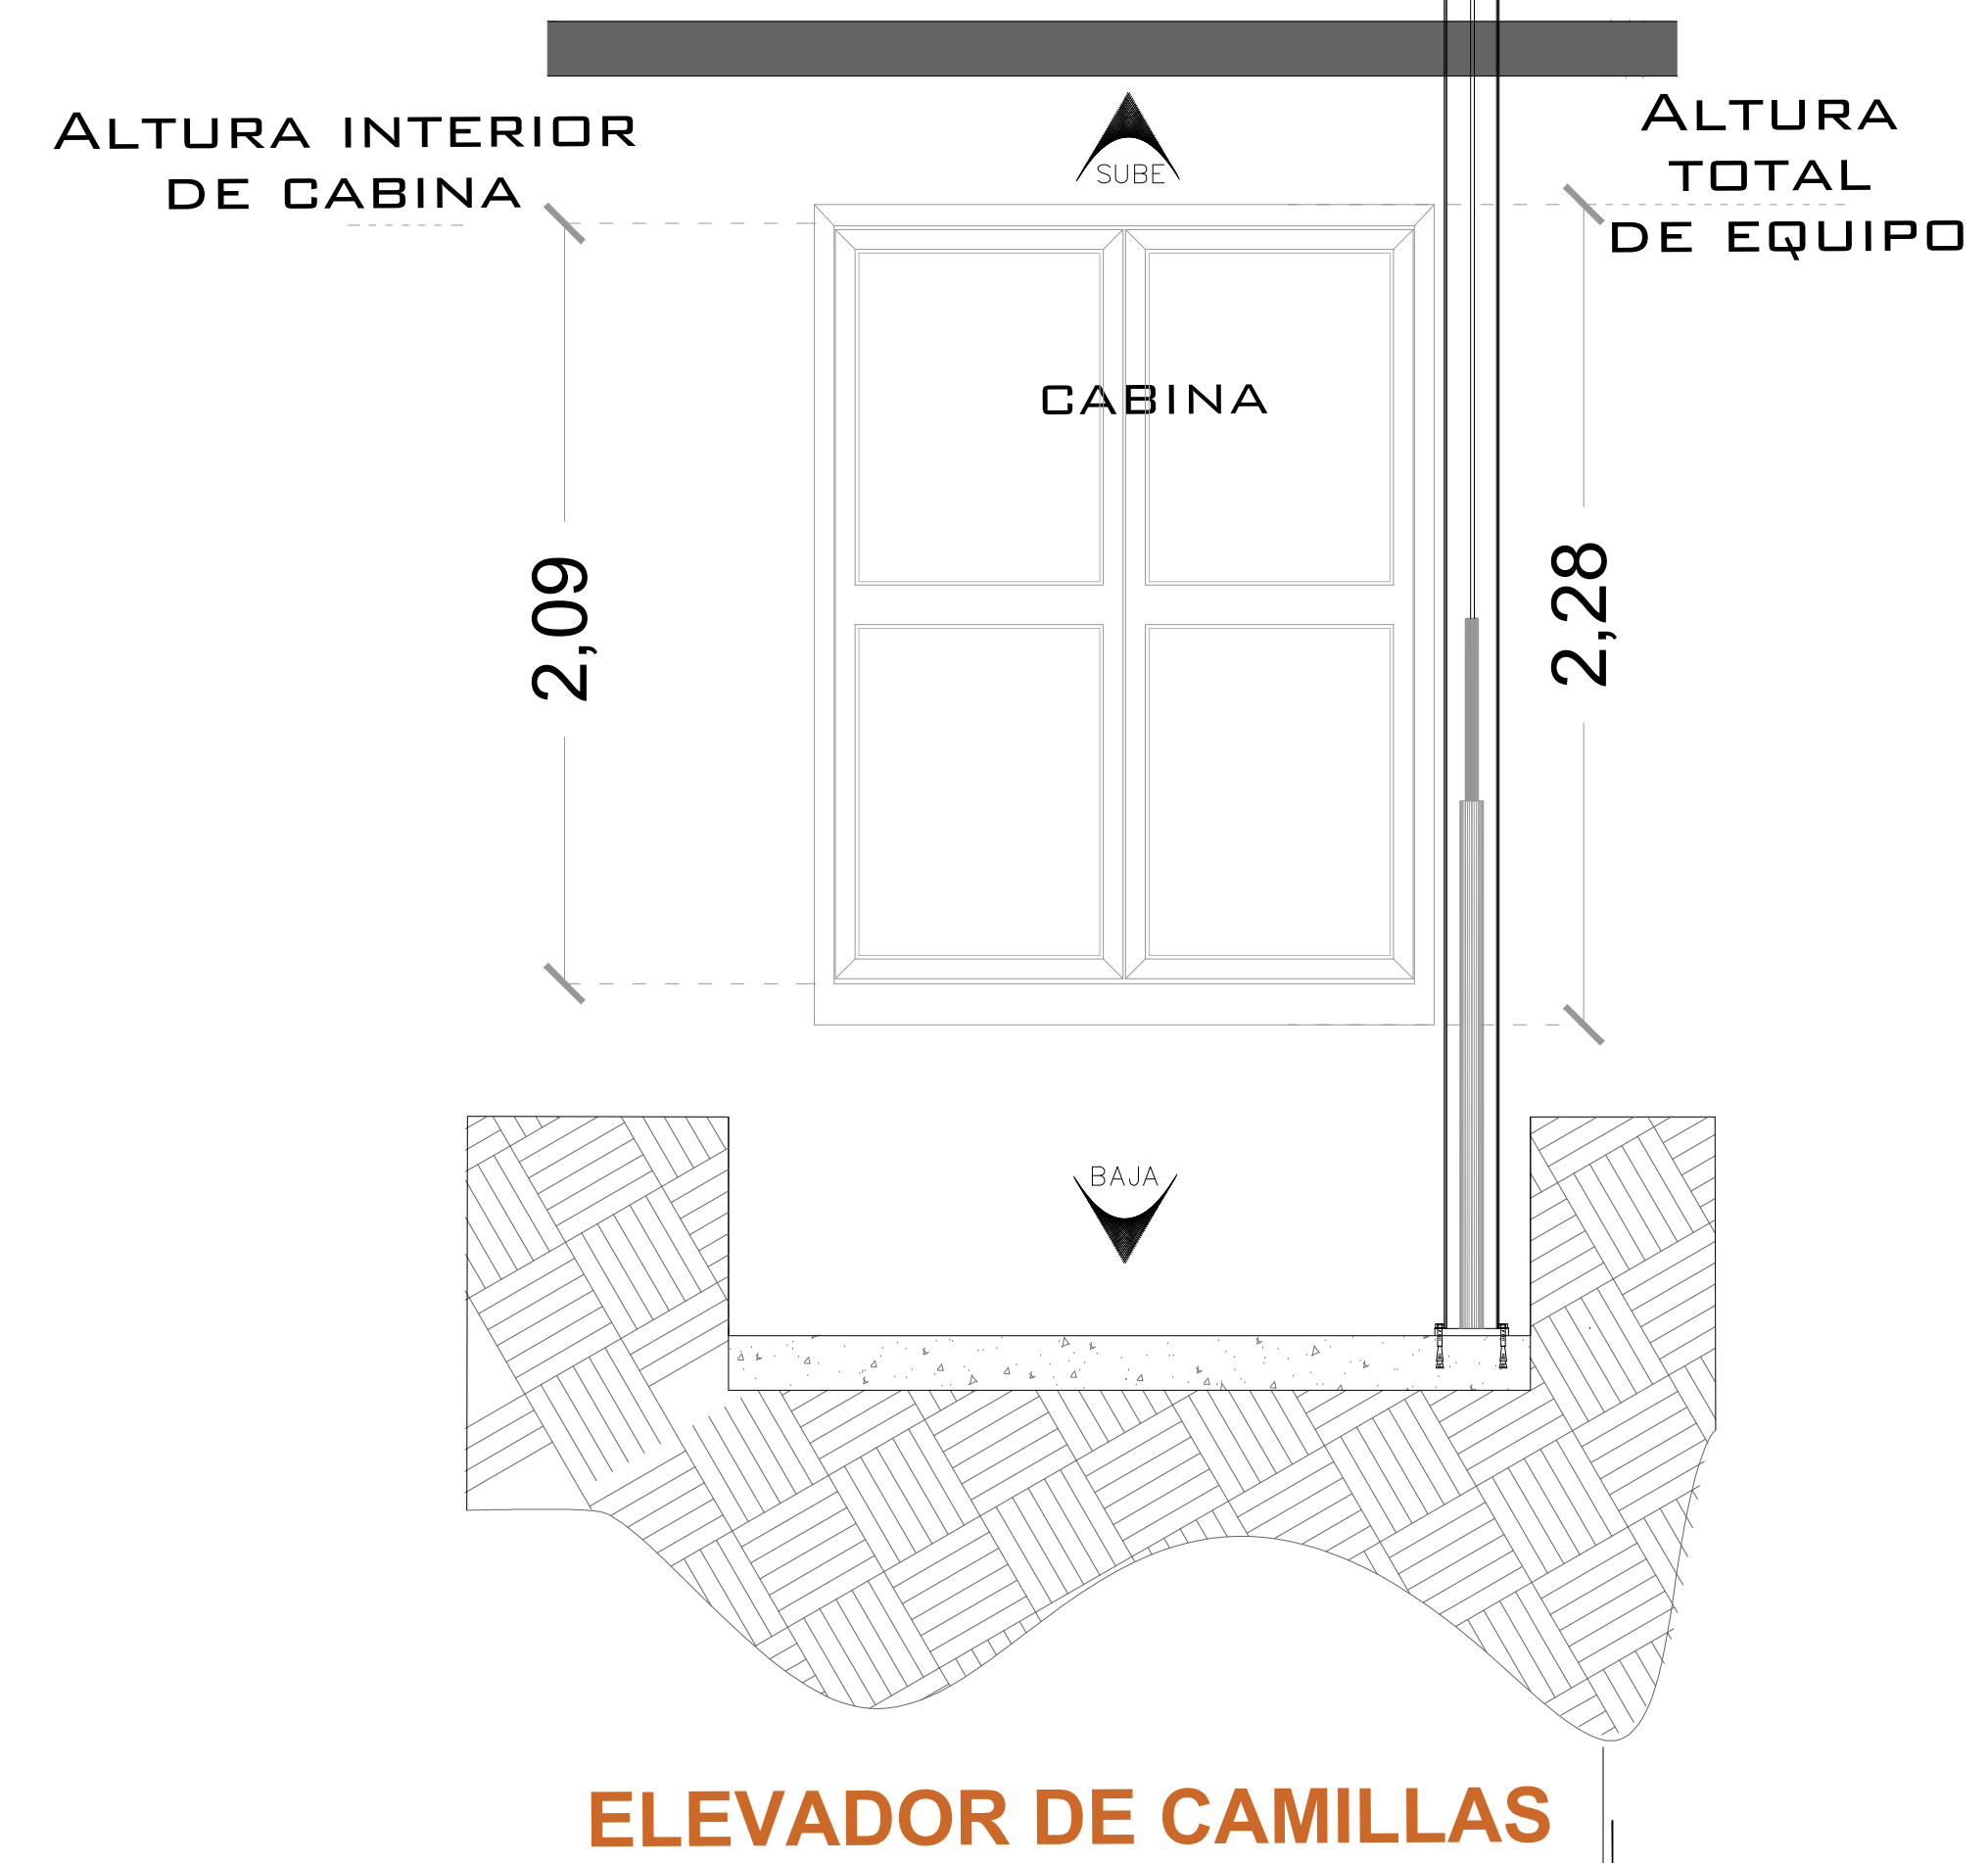 ALTURA INTERIOR
DE CABINA
SUBE
ALTURA
TOTAL
DE EQUIPO
CABINA
2,09
2,28
BAJA
ELEVADOR DE CAMILLAS